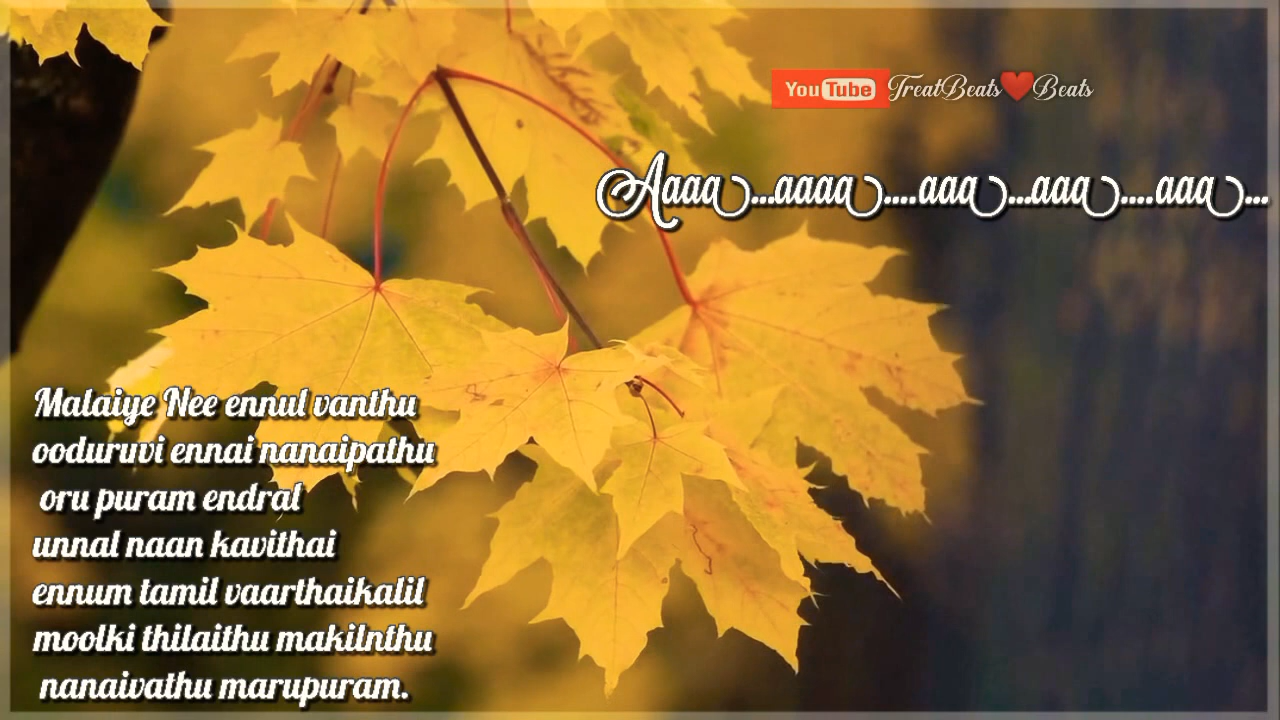 YouTube TreatBeats❤️Beats
Aaaa...aaaa....aaa...aaa....aaa...
Malaiye Nee ennul vanthu
ooduruvi ennai nanaipathu
oru puram endral
unnal naan kavithai
ennum tamil vaarthaikalil
moolki thilaithu makilnthu
nanaivathu marupuram.